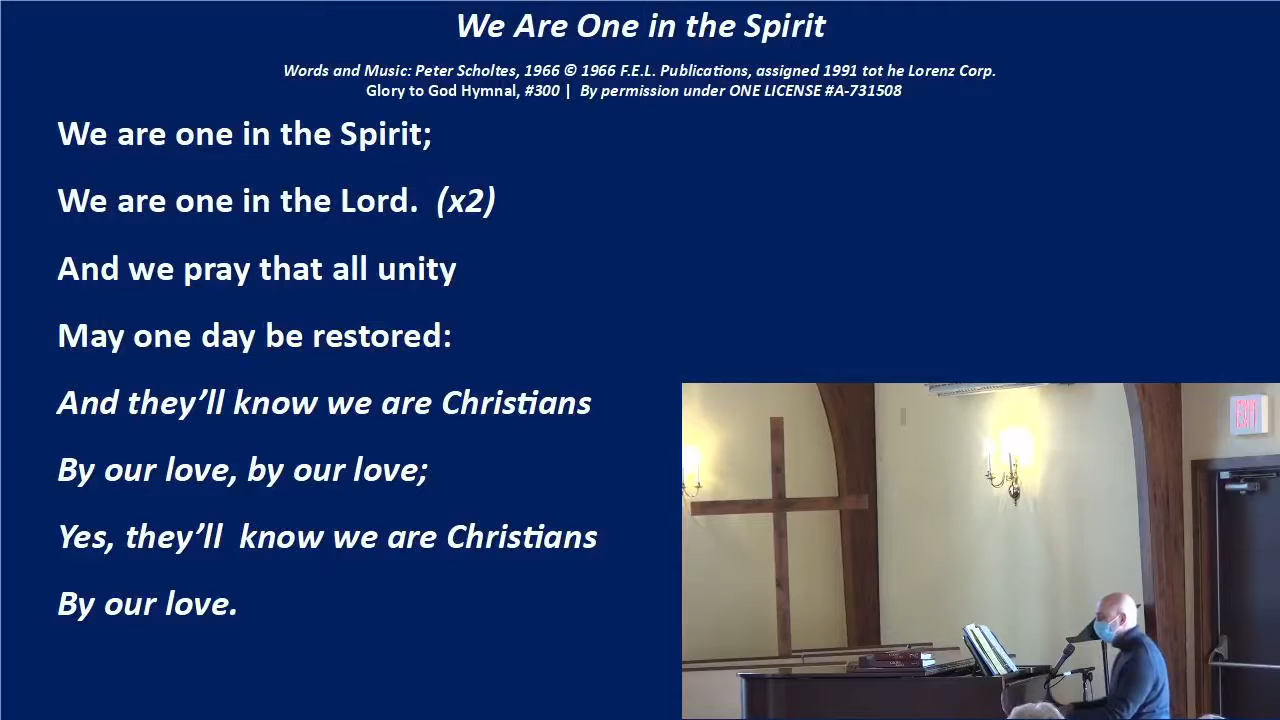 We Are One in the Spirit
Words and Music: Peter Scholtes, 1966 © 1966 F.E.L. Publications, assigned 1991 tot he Lorenz Corp.
Glory to God Hymnal, #300 | By permission under ONE LICENSE #A-731508
We are one in the Spirit;
We are one in the Lord. (x2)
And we pray that all unity
May one day be restored:
And they’ll know we are Christians
By our love, by our love;
Yes, they’ll know we are Christians
By our love.
EXIT